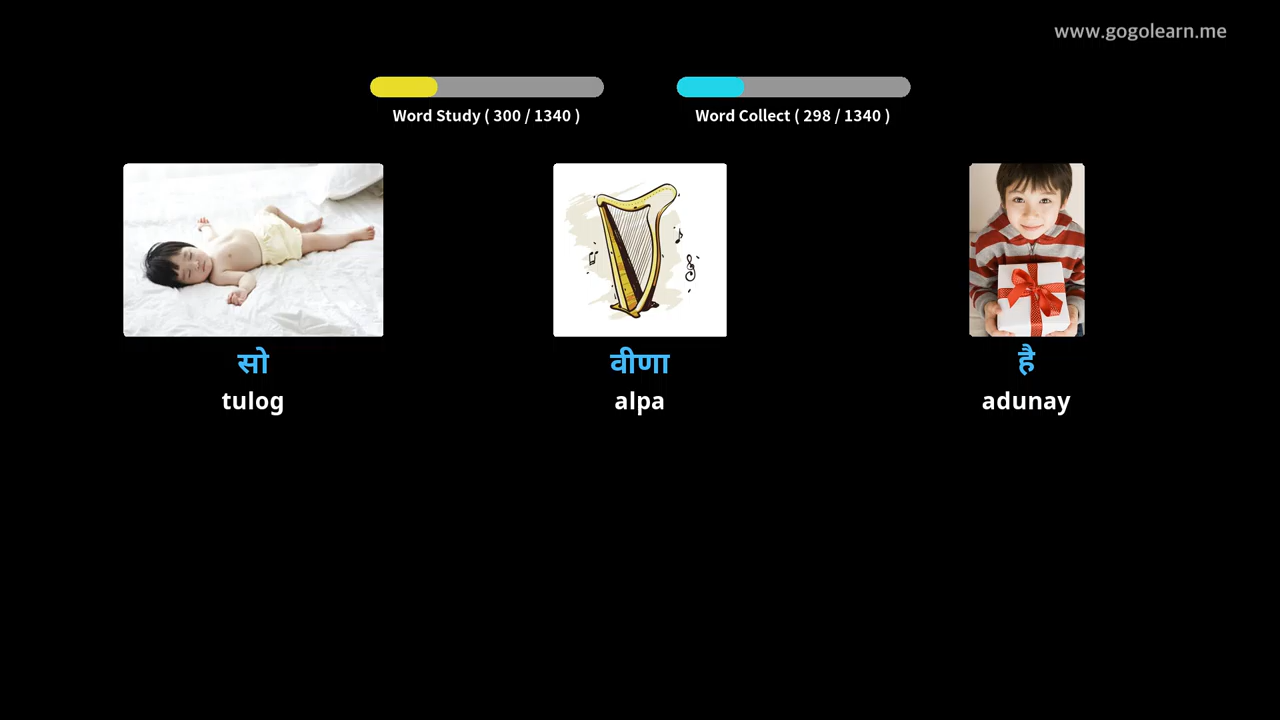 www.gogolearn.me
Word Study ( 300 / 1340 )
Word Collect ( 298 / 1340 )
सो
वीणा
है
tulog
alpa
adunay